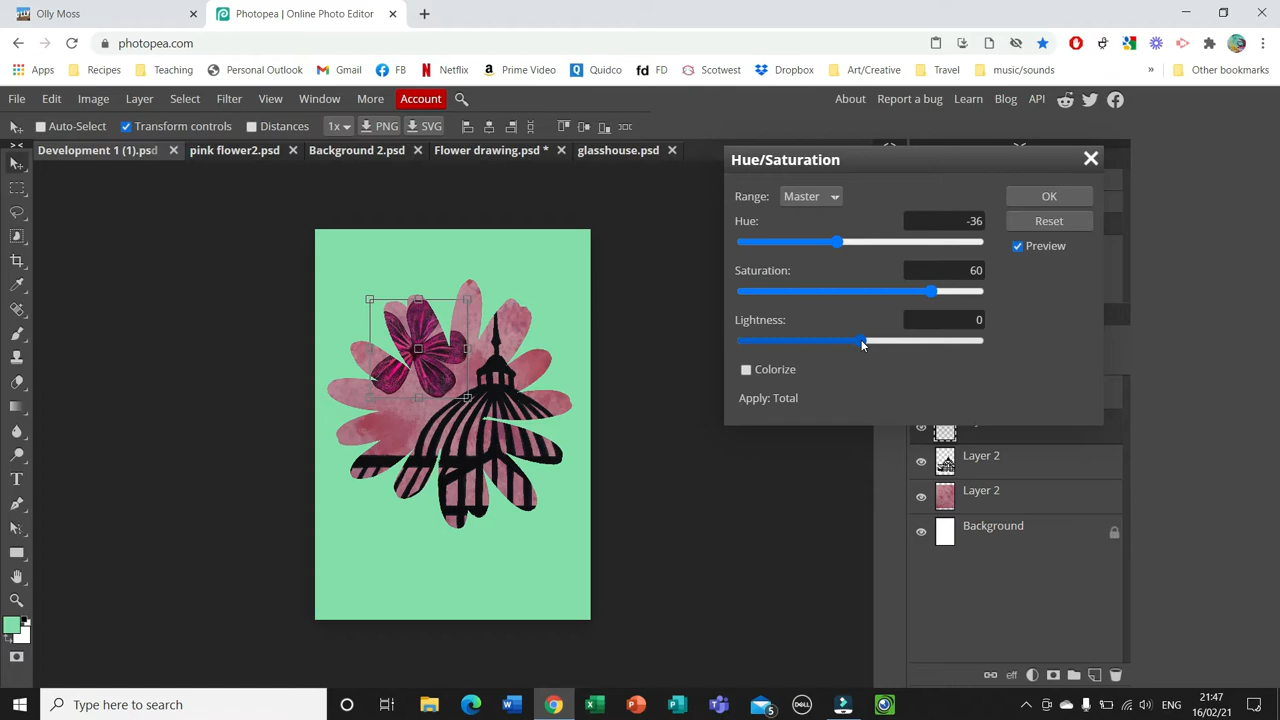 Olly Moss
Photopea | Online Photo Editor
photopea.com
Apps Recipes Teaching Personal Outlook Gmail FB Netflix Prime Video Quidco FD Scotwest Dropbox Art/Creative Travel music/sounds » Other bookmarks
File Edit Image Layer Select Filter View Window More Account About Report a bug Learn Blog API
Auto-Select Transform controls Distances 1x PNG SVG
Development 1 (1).psd pink flower2.psd Background 2.psd Flower drawing.psd * glasshouse.psd
Hue/Saturation
Range: Master OK
Hue: -36 Reset
Preview
Saturation: 60
Lightness: 0
Colorize
Apply: Total
Layer 2
Layer 2
Background
eff
Type here to search
5
DELL
ENG
21:47
16/02/21